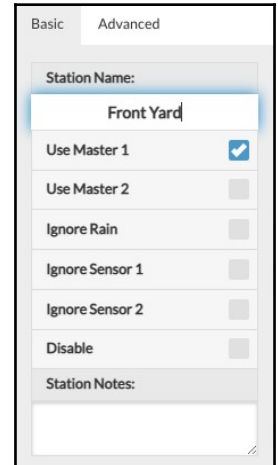 Basic Advanced
Station Name:
Front Yard
Use Master 1
Use Master 2
Ignore Rain
Ignore Sensor 1
Ignore Sensor 2
Disable
Station Notes: